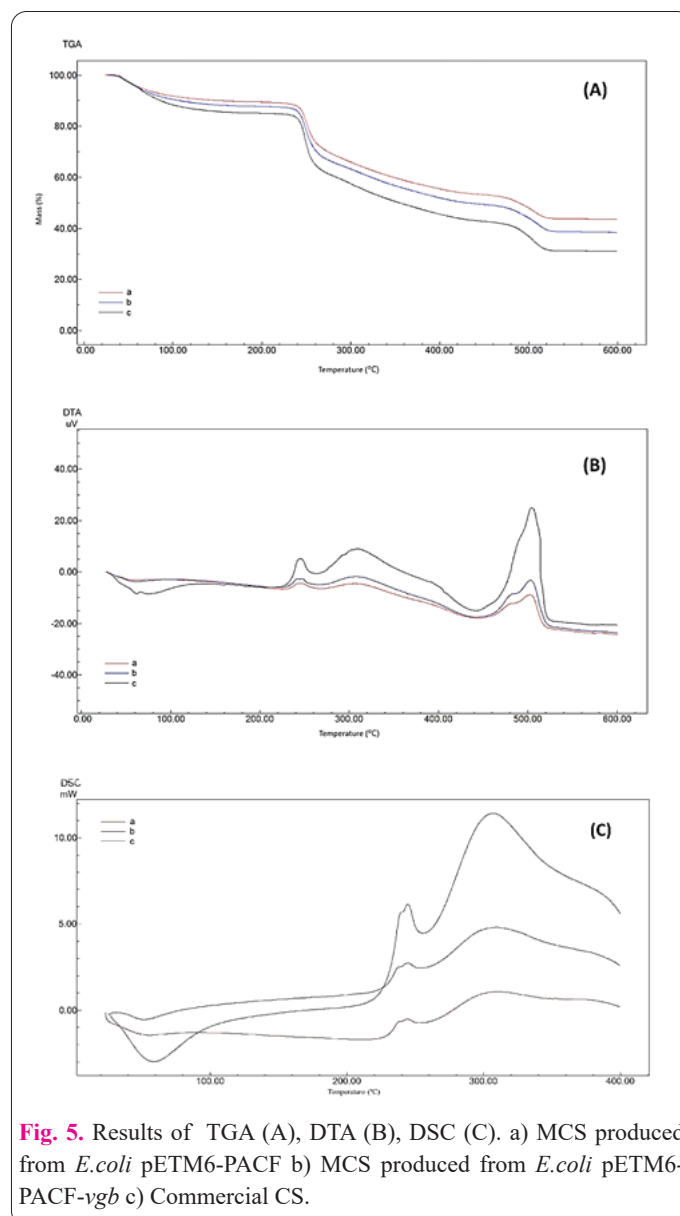 TGA
(A)
100.00
80.00
60.00
40.00
20.00
0.00
Mass (%)
a
b
c
0.00 100.00 200.00 300.00 400.00 500.00 600.00
Temperature (°C)
DTA
uV
(B)
40.00
20.00
0.00
-20.00
-40.00
a
b
c
0.00 100.00 200.00 300.00 400.00 500.00 600.00
Temperature (°C)
DSC
mW
(C)
a
b
c
10.00
5.00
0.00
100.00 200.00 300.00 400.00
Temperature (°C)
Fig. 5. Results of TGA (A), DTA (B), DSC (C). a) MCS produced
from E.coli pETM6-PACF b) MCS produced from E.coli pETM6-
PACF-vgb c) Commercial CS.